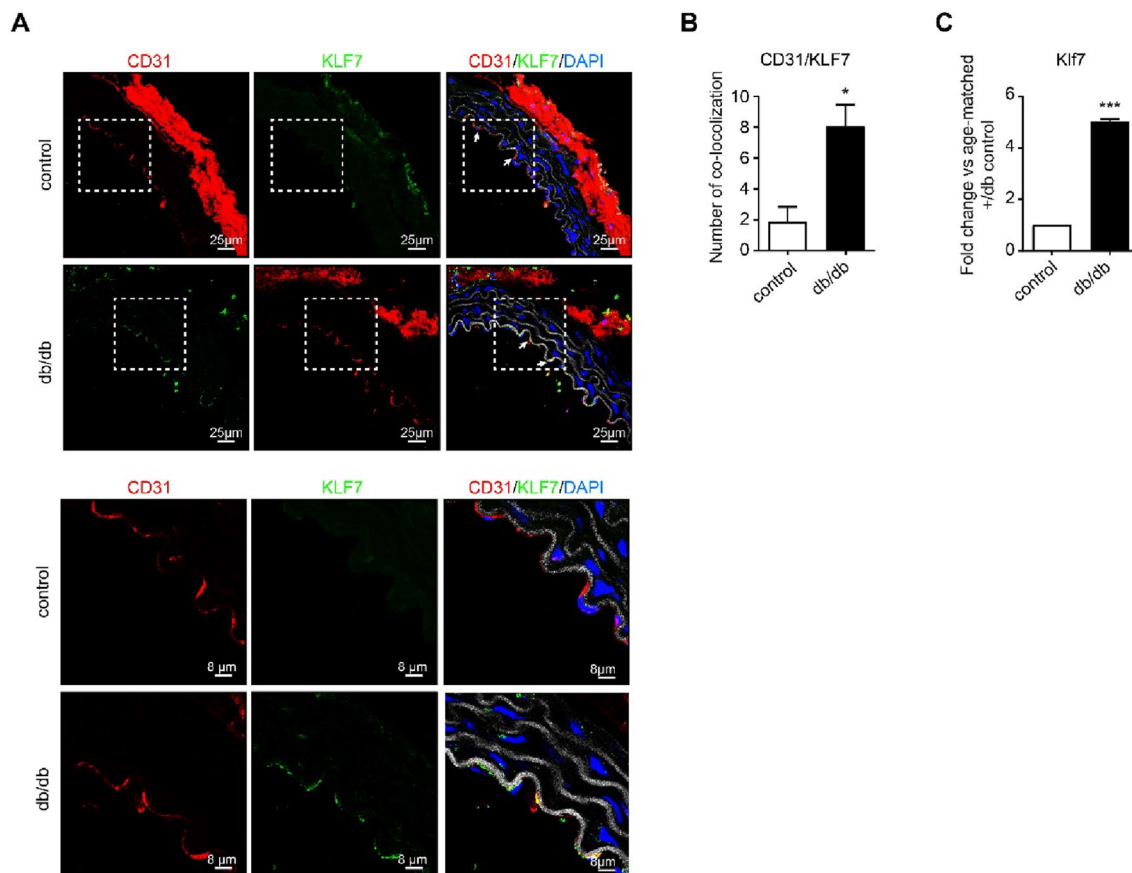 A
CD31 KLF7 CD31/KLF7/DAPI
control
25μm 25μm 25μm
db/db
25μm 25μm 25μm
CD31 KLF7 CD31/KLF7/DAPI
control
8 μm 8 μm 8μm
db/db
8 μm 8 μm 8μm
B
CD31/KLF7
Number of co-locolization
10
8
6
4
2
0
*
control db/db
C
Klf7
Fold change vs age-matched
+/db control
6
4
2
0
***
control db/db